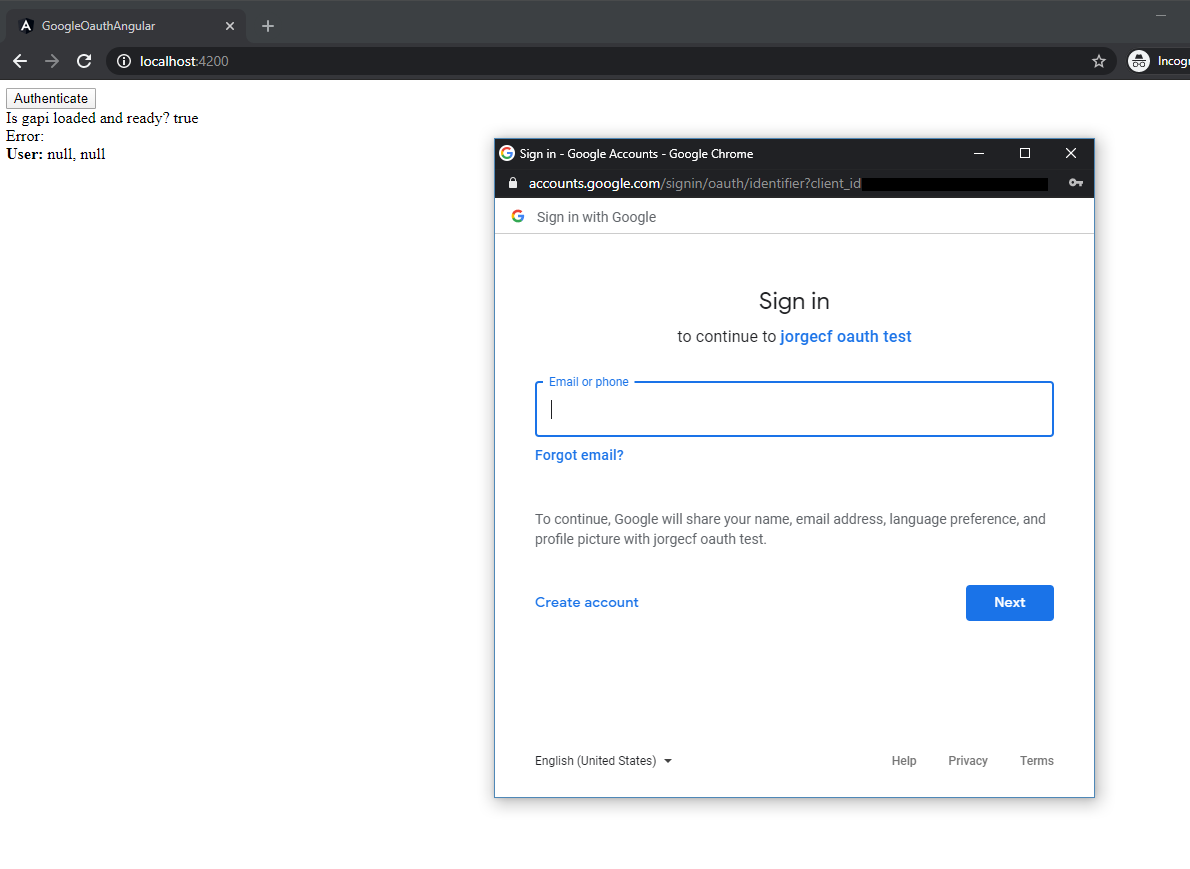 GoogleOauthAngular
localhost:4200
Incogn
Authenticate
Is gapi loaded and ready? true
Error:
User: null, null
Sign in - Google Accounts - Google Chrome
accounts.google.com/signin/oauth/identifier?client_id
Sign in with Google
Sign in
to continue to jorgecf oauth test
Email or phone
Forgot email?
To continue, Google will share your name, email address, language preference, and
profile picture with jorgecf oauth test.
Create account
Next
English (United States)
Help Privacy Terms